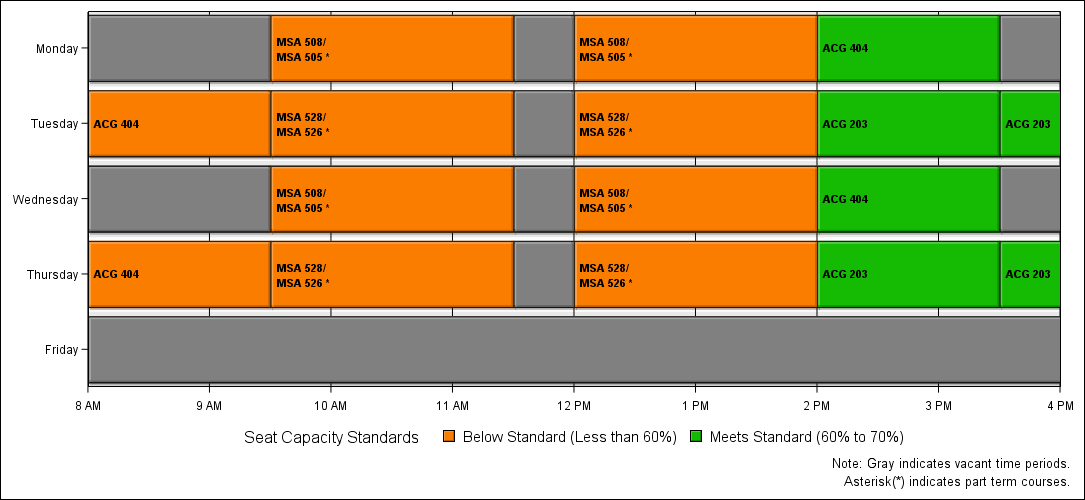 Monday
MSA 508/
MSA 505 *
MSA 508/
MSA 505 *
ACG 404
Tuesday
ACG 404
MSA 528/
MSA 526 *
MSA 528/
MSA 526 *
ACG 203
ACG 203
Wednesday
MSA 508/
MSA 505 *
MSA 508/
MSA 505 *
ACG 404
Thursday
ACG 404
MSA 528/
MSA 526 *
MSA 528/
MSA 526 *
ACG 203
ACG 203
Friday
8 AM 9 AM 10 AM 11 AM 12 PM 1 PM 2 PM 3 PM 4 PM
Seat Capacity Standards Below Standard (Less than 60%) Meets Standard (60% to 70%)
Note: Gray indicates vacant time periods.
Asterisk(*) indicates part term courses.